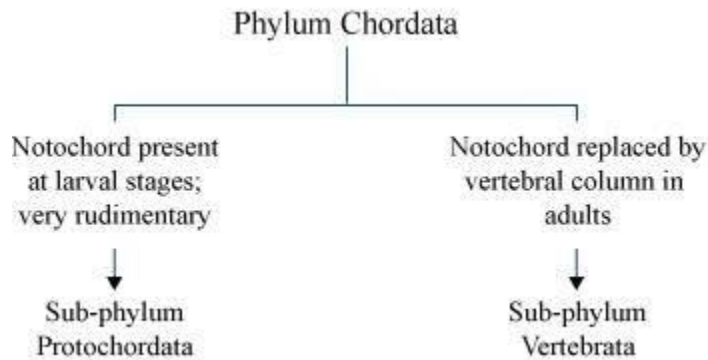 Phylum Chordata
Notochord present
at larval stages;
very rudimentary
Sub-phylum
Protochordata
Notochord replaced by
vertebral column in
adults
Sub-phylum
Vertebrata